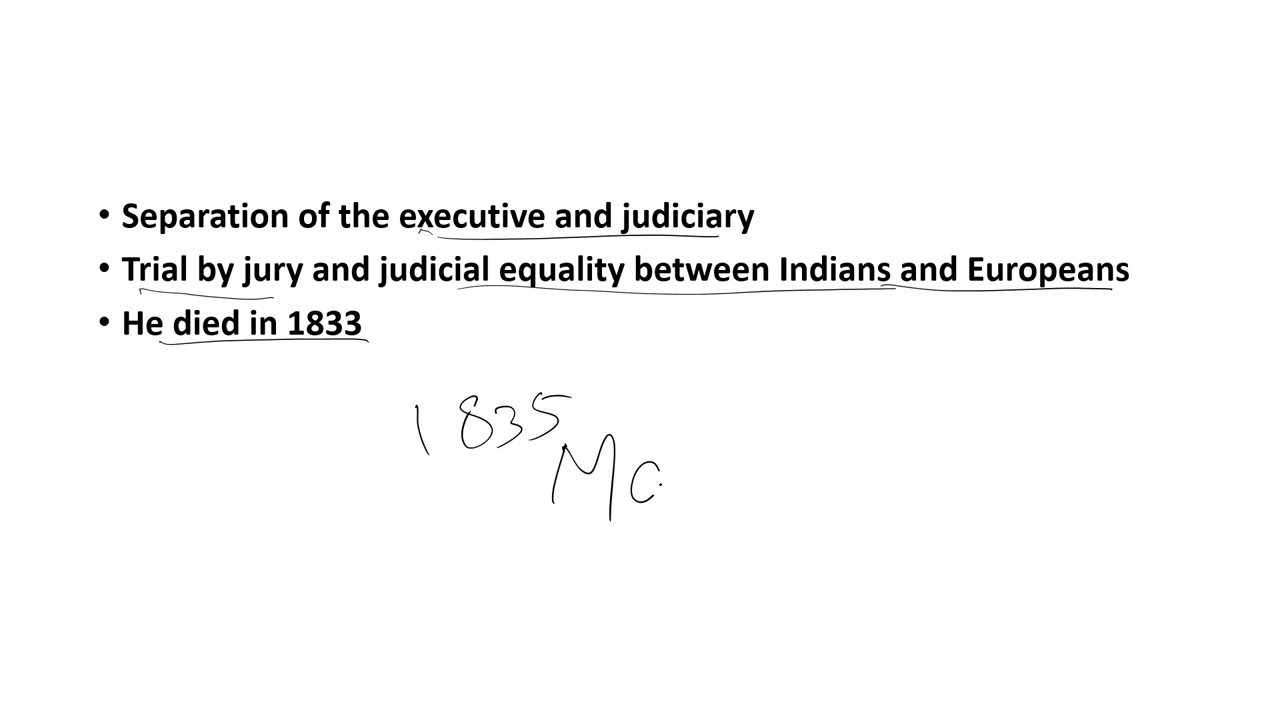 • Separation of the executive and judiciary
• Trial by jury and judicial equality between Indians and Europeans
• He died in 1833
1835
Mc